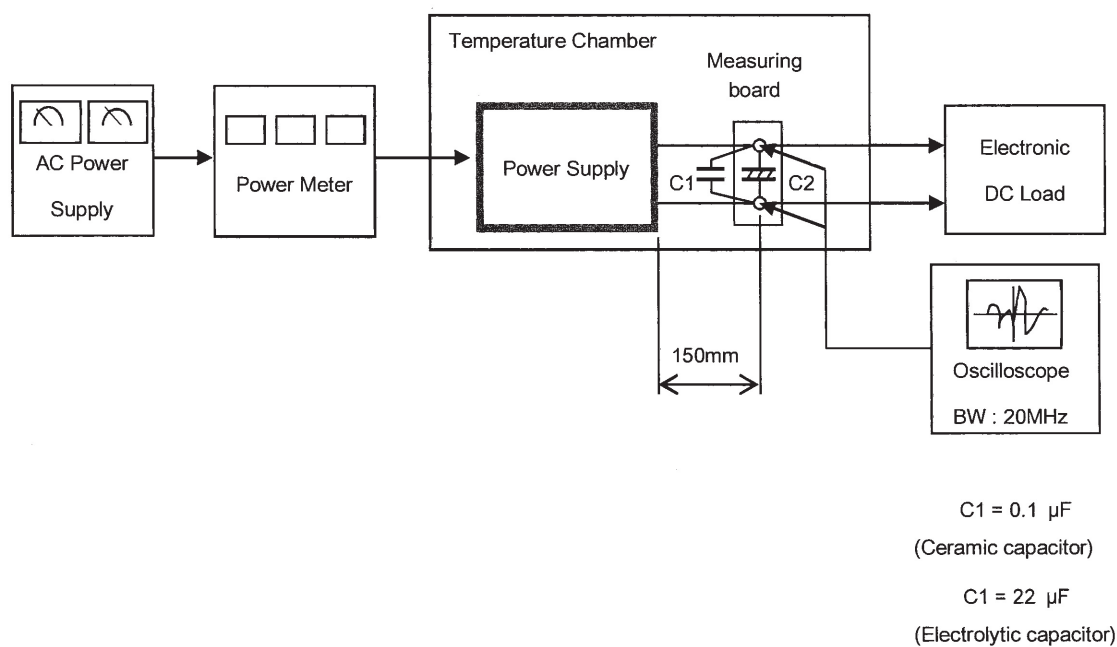 Temperature Chamber
Measuring
board
AC Power
Supply
Power Meter
Power Supply
C1
C2
Electronic
DC Load
150mm
Oscilloscope
BW : 20MHz
C1 = 0.1 µF
(Ceramic capacitor)
C1 = 22 µF
(Electrolytic capacitor)